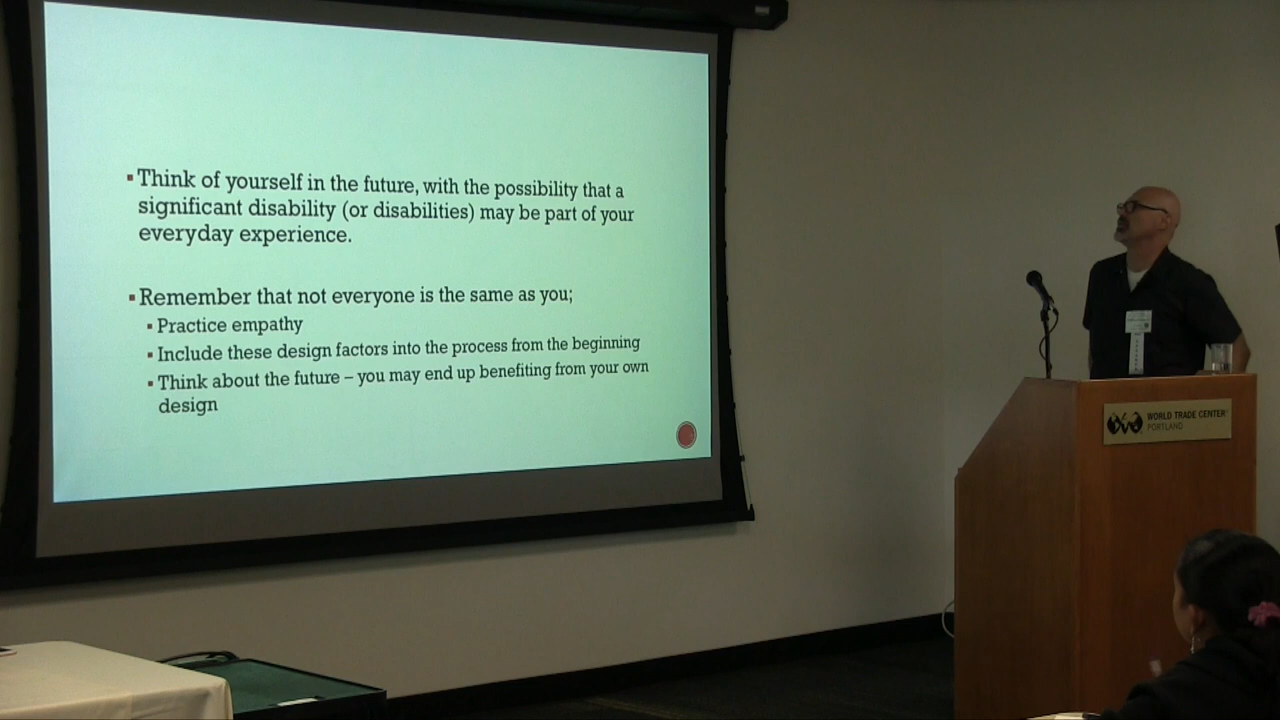 ▪ Think of yourself in the future, with the possibility that a
significant disability (or disabilities) may be part of your
everyday experience.
▪ Remember that not everyone is the same as you;
▪ Practice empathy
▪ Include these design factors into the process from the beginning
▪ Think about the future – you may end up benefiting from your own
design
WORLD TRADE CENTER
PORTLAND